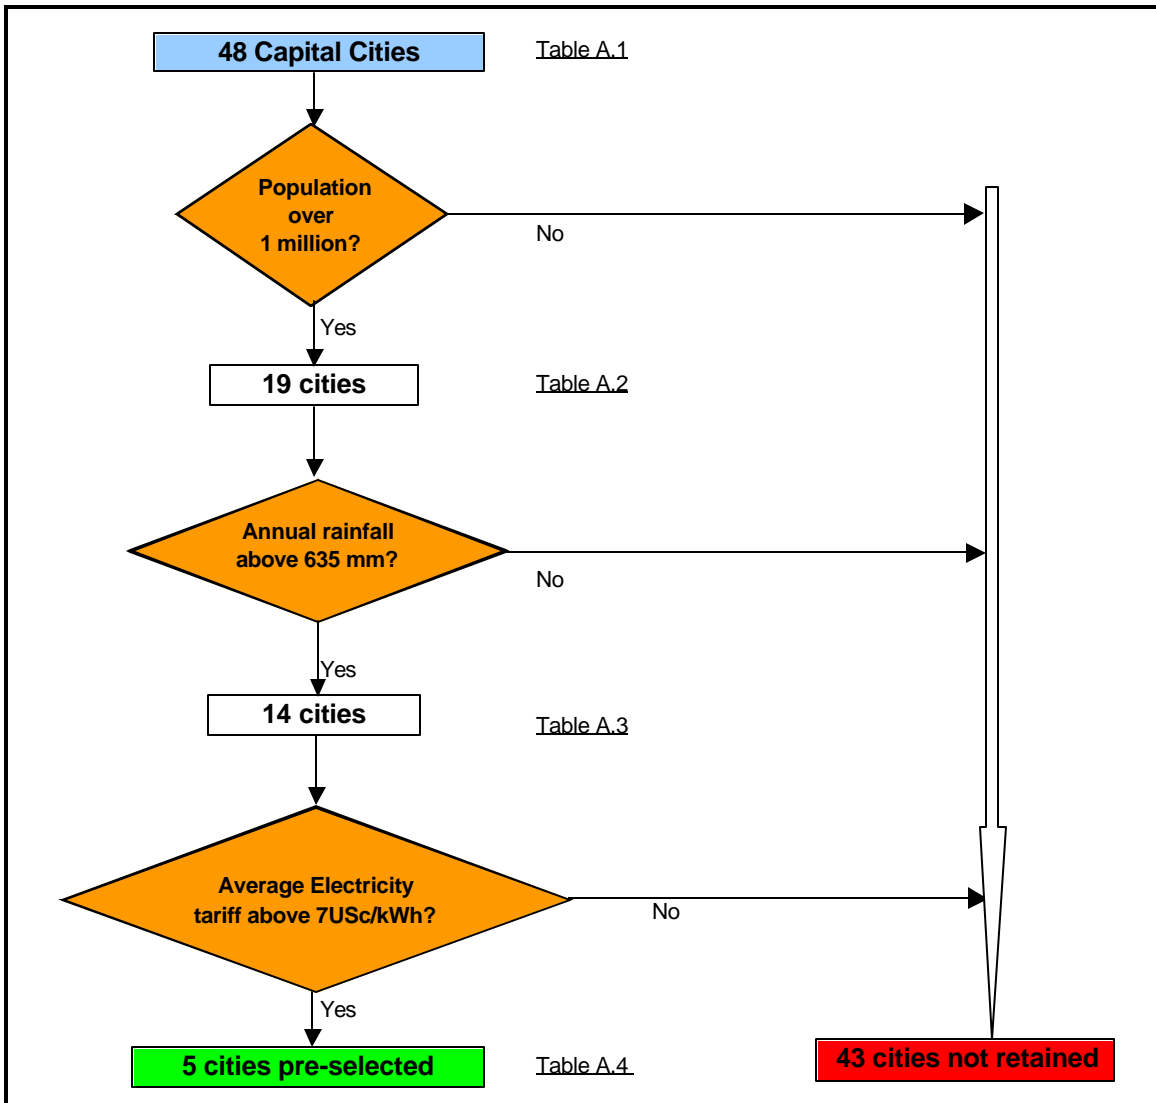 48 Capital Cities
Table A.1
Population
over
1 million?
No
Yes
19 cities
Table A.2
Annual rainfall
above 635 mm?
No
Yes
14 cities
Table A.3
Average Electricity
tariff above 7USc/kWh?
No
Yes
5 cities pre-selected
Table A.4
43 cities not retained